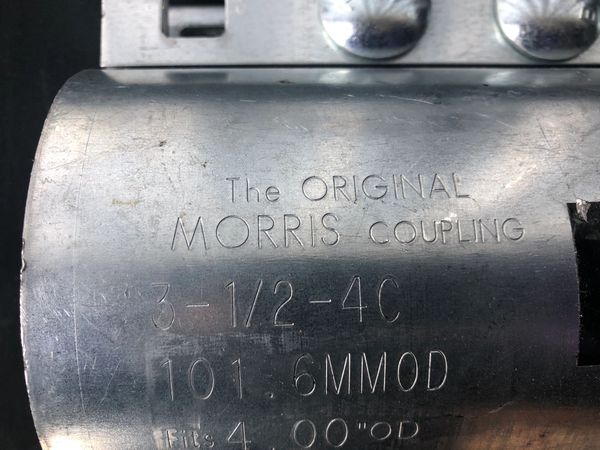 The ORIGINAL
MORRIS COUPLING
3-1/2-4C
101.6MMOD
Fits 4.00"OD